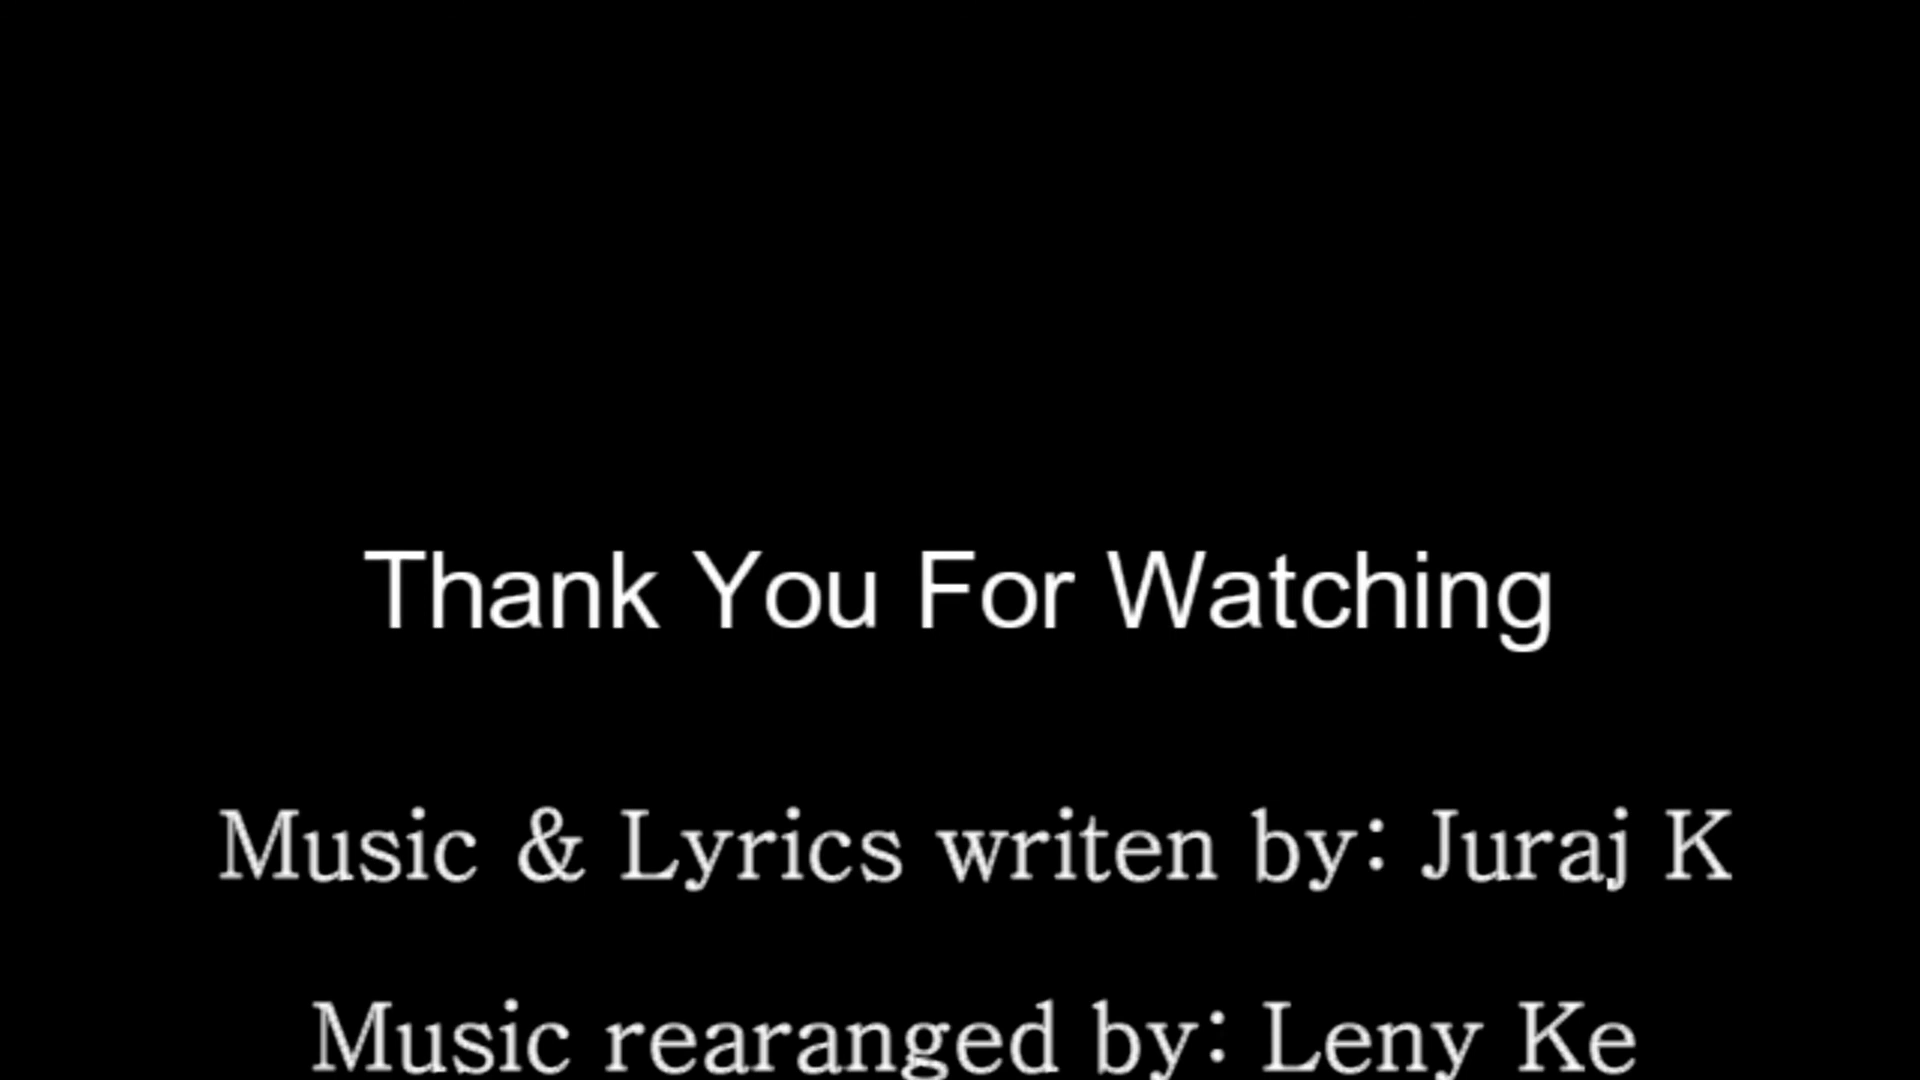 Thank You For Watching
Music & Lyrics writen by: Juraj K
Music rearanged by: Leny Ke